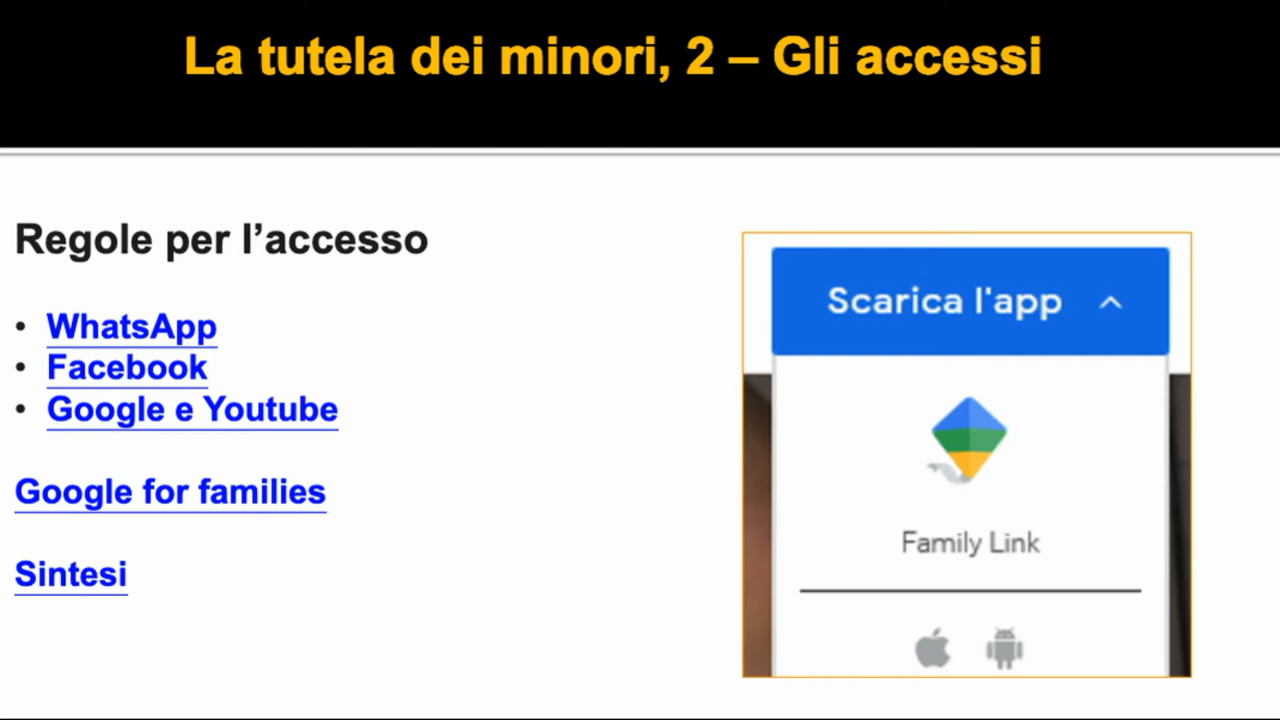 La tutela dei minori, 2 – Gli accessi
Regole per l’accesso
• WhatsApp
• Facebook
• Google e Youtube
Google for families
Sintesi
Scarica l'app
Family Link